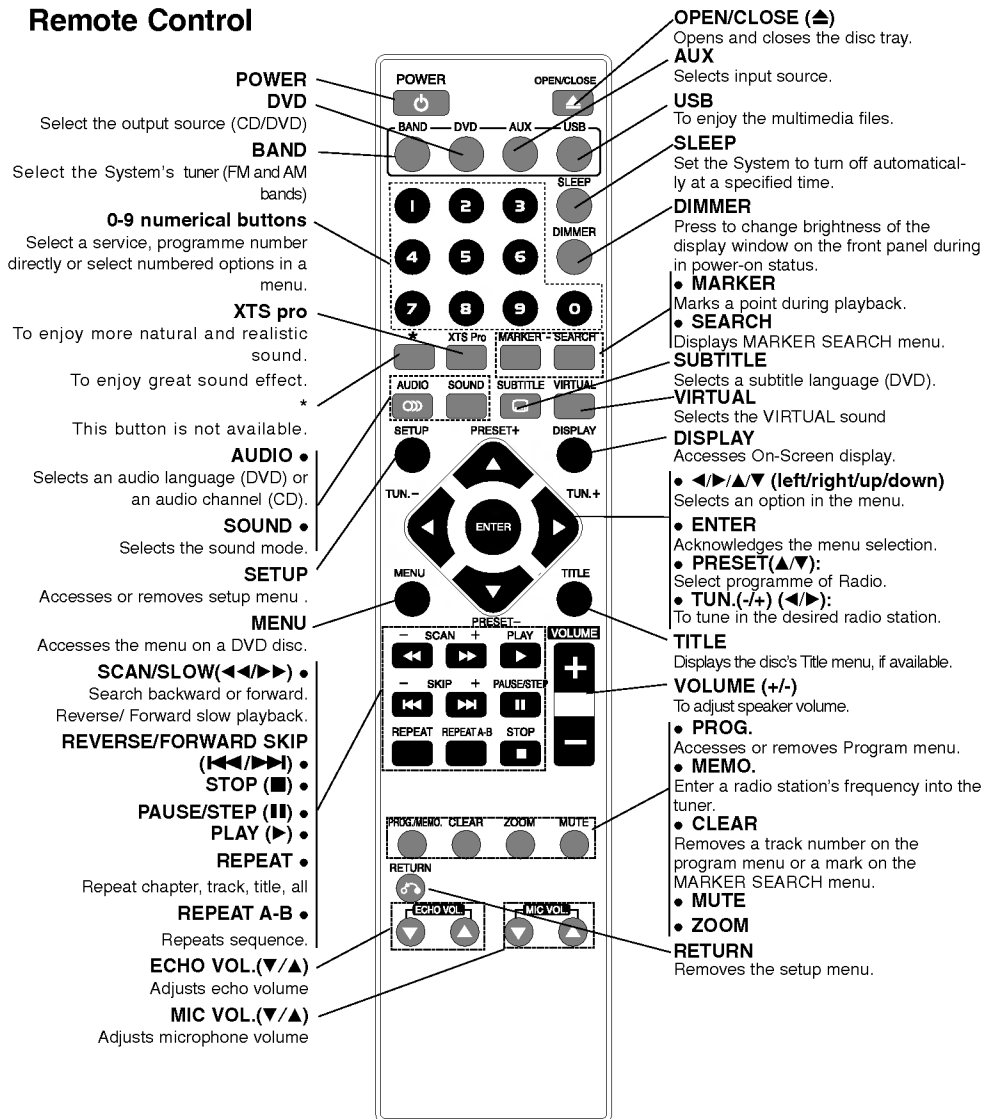 Remote Control
POWER
DVD
Select the output source (CD/DVD)
BAND
Select the System's tuner (FM and AM
bands)
0-9 numerical buttons
Select a service, programme number
directly or select numbered options in a
menu.
XTS pro
To enjoy more natural and realistic
sound.
To enjoy great sound effect.
*
This button is not available.
AUDIO •
Selects an audio language (DVD) or
an audio channel (CD).
SOUND •
Selects the sound mode.
SETUP
Accesses or removes setup menu .
MENU
Accesses the menu on a DVD disc.
SCAN/SLOW(◀◀/▶▶) •
Search backward or forward.
Reverse/ Forward slow playback.
REVERSE/FORWARD SKIP
(I◀◀/▶▶I) •
STOP (■) •
PAUSE/STEP (II) •
PLAY (▶) •
REPEAT •
Repeat chapter, track, title, all
REPEAT A-B •
Repeats sequence.
ECHO VOL.(▼/▲)
Adjusts echo volume
MIC VOL.(▼/▲)
Adjusts microphone volume
POWER OPEN/CLOSE
BAND DVD AUX USB
SLEEP
1 2 3
DIMMER
4 5 6
7 8 9 0
* XTS Pro MARKER - SEARCH
AUDIO SOUND SUBTITLE VIRTUAL
SETUP PRESET+ DISPLAY
TUN.- TUN.+
ENTER
MENU TITLE
PRESET-
- SCAN + PLAY VOLUME
+
- SKIP + PAUSE/STEP
REPEAT REPEAT A-B STOP
-
PROG./MEMO. CLEAR ZOOM MUTE
RETURN
ECHO VOL. MIC VOL.
OPEN/CLOSE (⏏)
Opens and closes the disc tray.
AUX
Selects input source.
USB
To enjoy the multimedia files.
SLEEP
Set the System to turn off automatical-
ly at a specified time.
DIMMER
Press to change brightness of the
display window on the front panel during
in power-on status.
• MARKER
Marks a point during playback.
• SEARCH
Displays MARKER SEARCH menu.
SUBTITLE
Selects a subtitle language (DVD).
VIRTUAL
Selects the VIRTUAL sound
DISPLAY
Accesses On-Screen display.
• ◀/▶/▲/▼ (left/right/up/down)
Selects an option in the menu.
• ENTER
Acknowledges the menu selection.
• PRESET(▲/▼):
Select programme of Radio.
• TUN.(-/+) (◀/▶):
To tune in the desired radio station.
TITLE
Displays the disc's Title menu, if available.
VOLUME (+/-)
To adjust speaker volume.
• PROG.
Accesses or removes Program menu.
• MEMO.
Enter a radio station's frequency into the
tuner.
• CLEAR
Removes a track number on the
program menu or a mark on the
MARKER SEARCH menu.
• MUTE
• ZOOM
RETURN
Removes the setup menu.